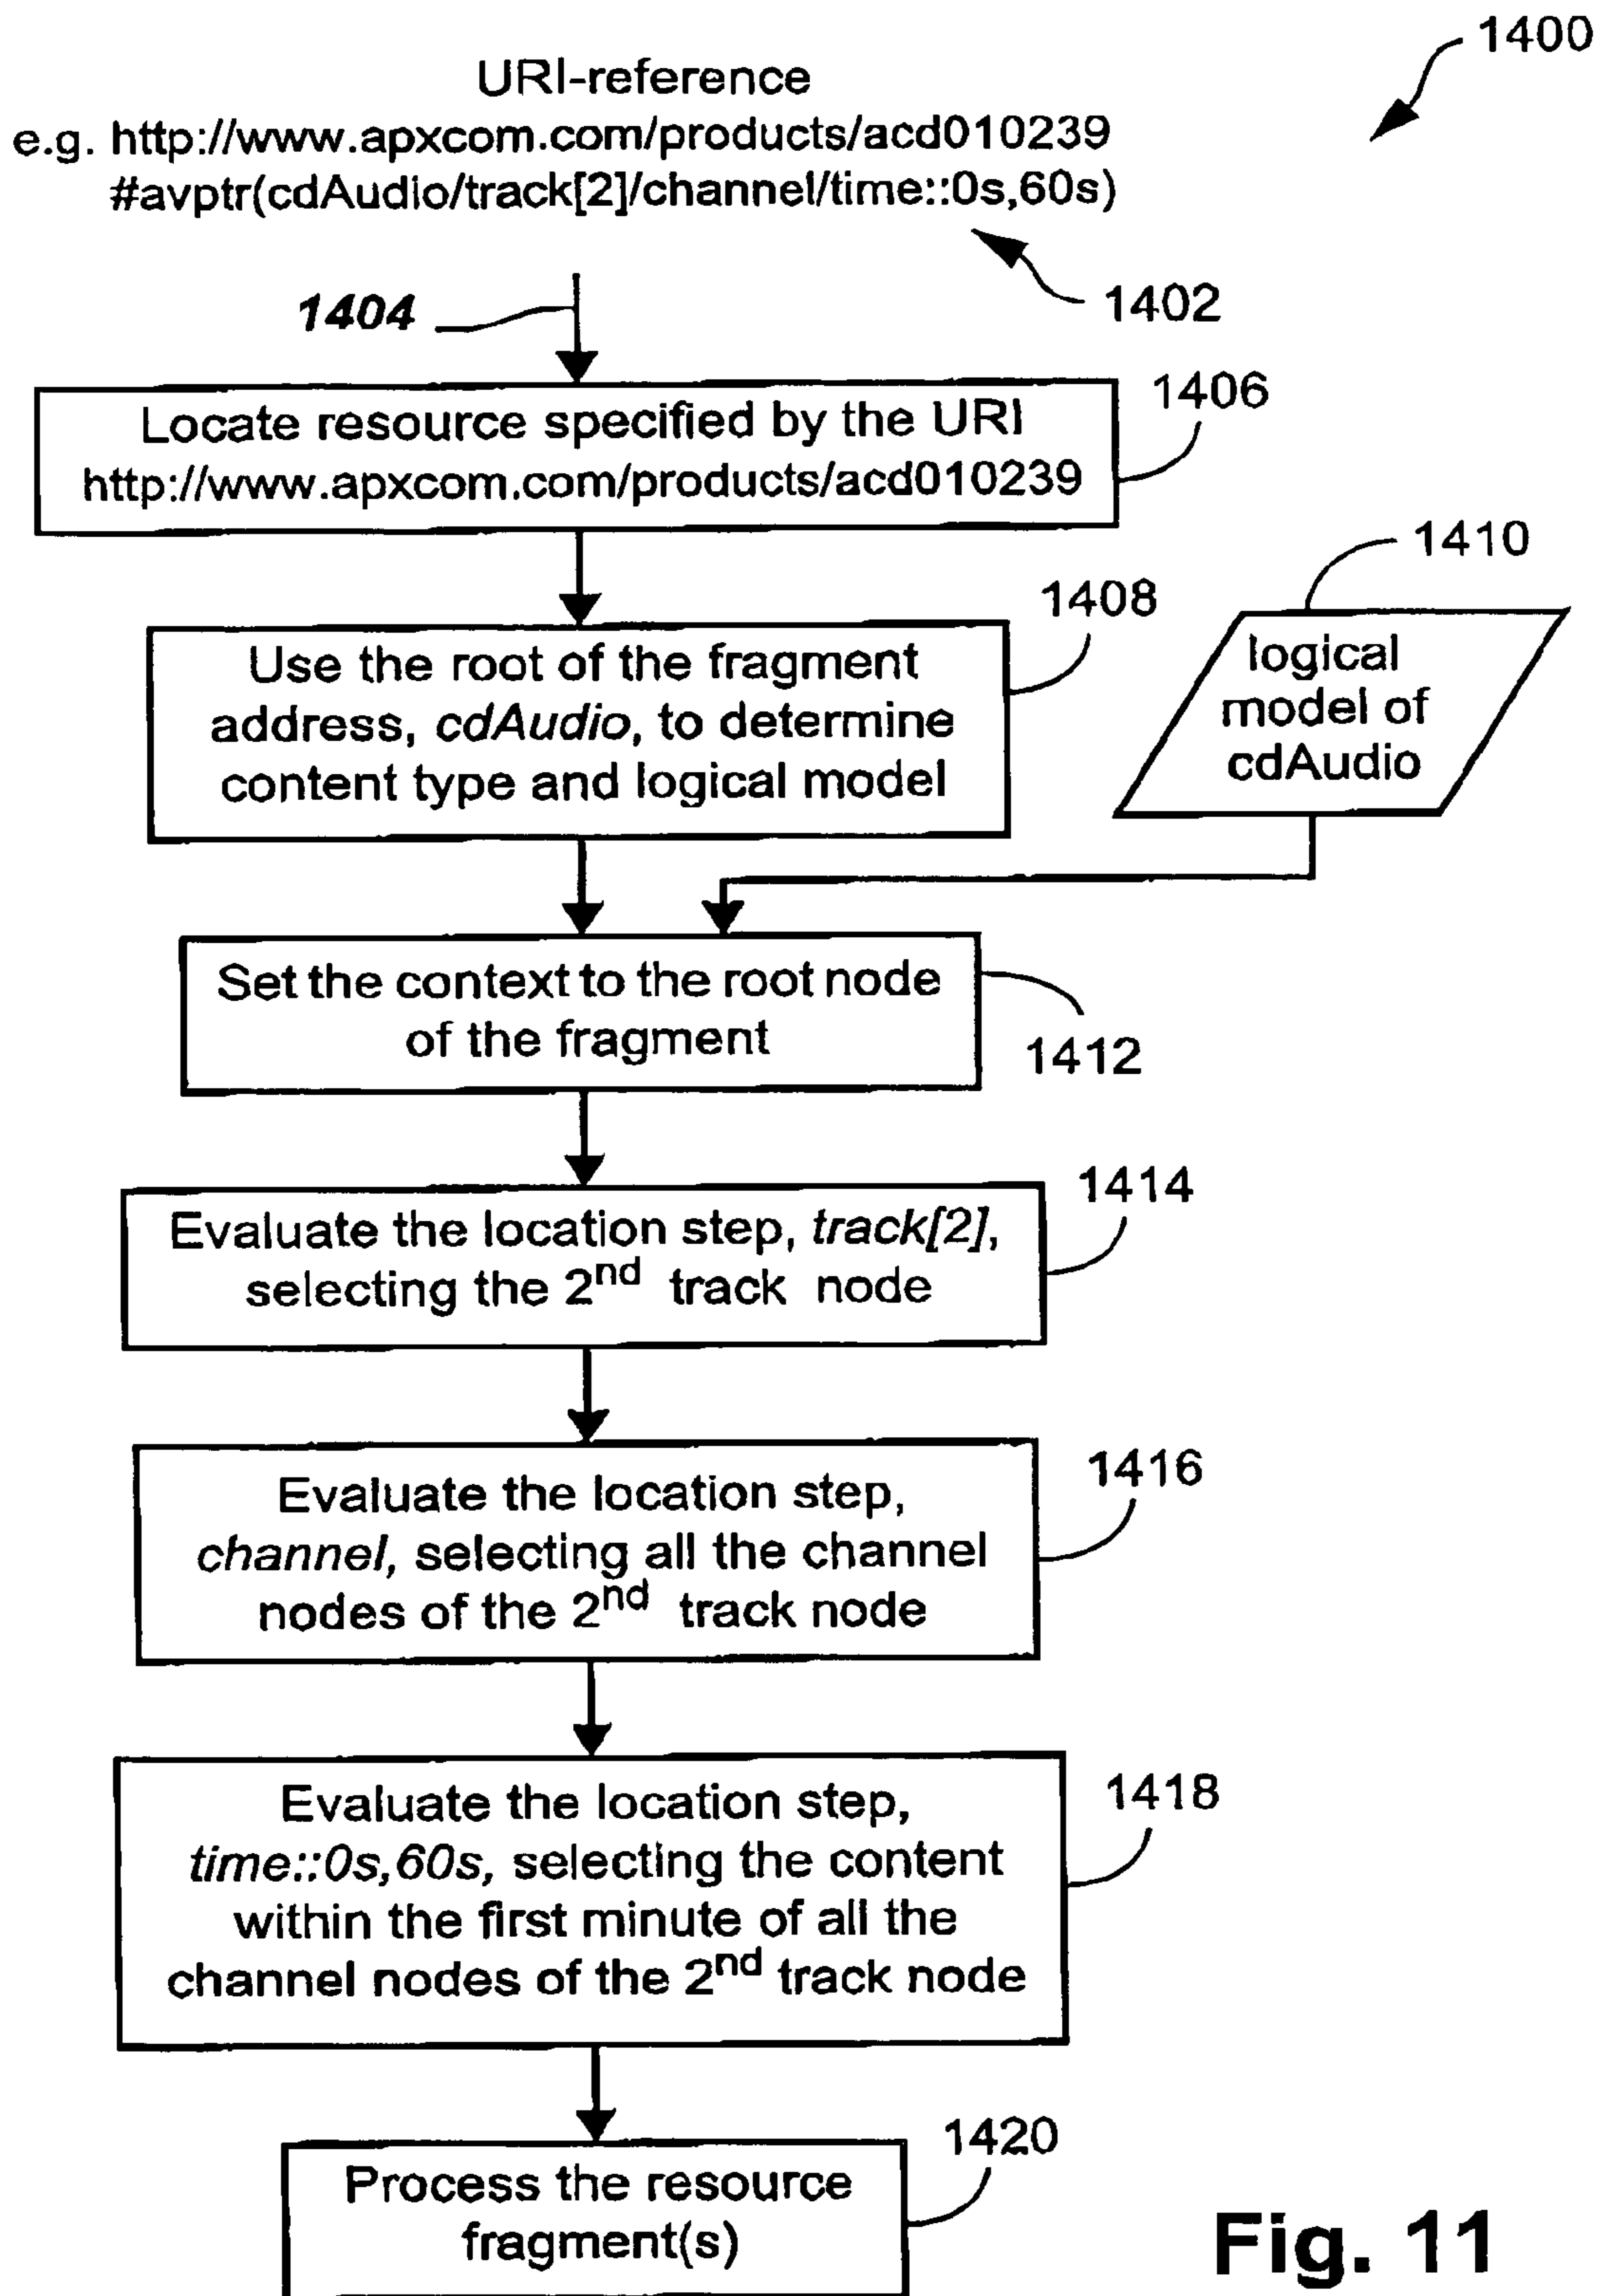 1400
URI-reference
e.g. http://www.apxcom.com/products/acd010239
#avptr(cdAudio/track[2]/channel/time::0s,60s)
1402
1404
Locate resource specified by the URI
http://www.apxcom.com/products/acd010239
1406
1410
1408
Use the root of the fragment
address, cdAudio, to determine
content type and logical model
logical
model of
cdAudio
Set the context to the root node
of the fragment
1412
1414
Evaluate the location step, track[2],
selecting the 2nd track node
1416
Evaluate the location step,
channel, selecting all the channel
nodes of the 2nd track node
1418
Evaluate the location step,
time::0s,60s, selecting the content
within the first minute of all the
channel nodes of the 2nd track node
1420
Process the resource
fragment(s)
Fig. 11